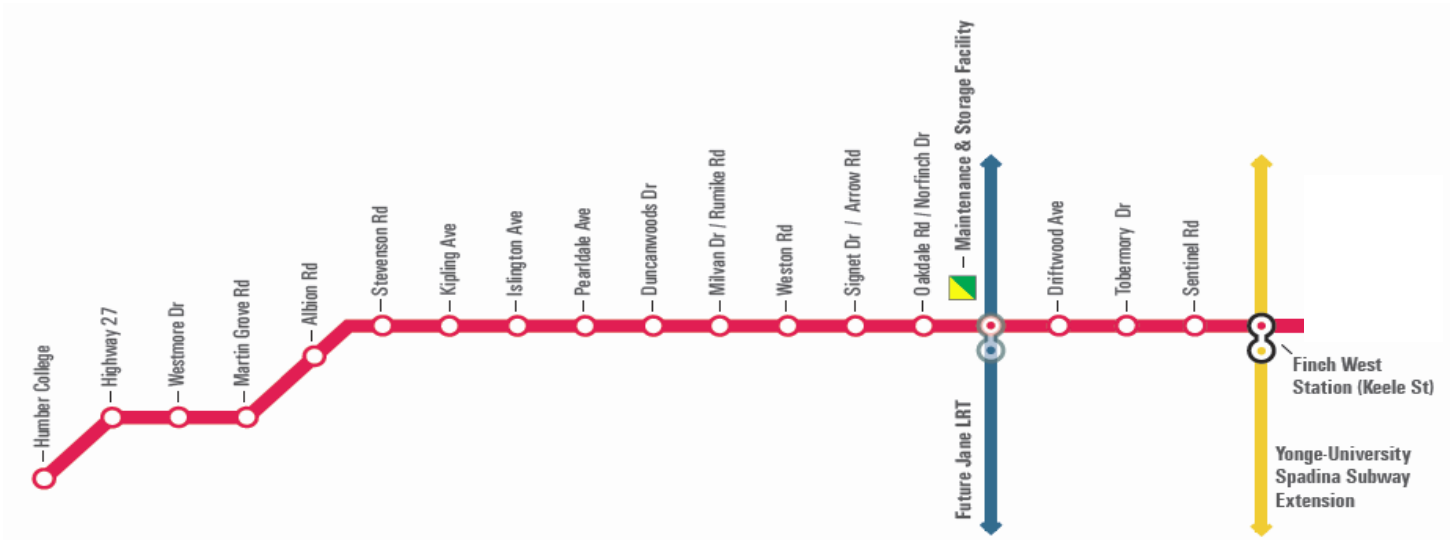 Humber College
Highway 27
Westmore Dr
Martin Grove Rd
Albion Rd
Stevenson Rd
Kipling Ave
Islington Ave
Pearldale Ave
Duncanwoods Dr
Milvan Dr / Rumike Rd
Weston Rd
Signet Dr / Arrow Rd
Oakdale Rd / Norfinch Dr
Maintenance & Storage Facility
Future Jane LRT
Driftwood Ave
Tobermory Dr
Sentinel Rd
Finch West
Station (Keele St)
Yonge-University
Spadina Subway
Extension